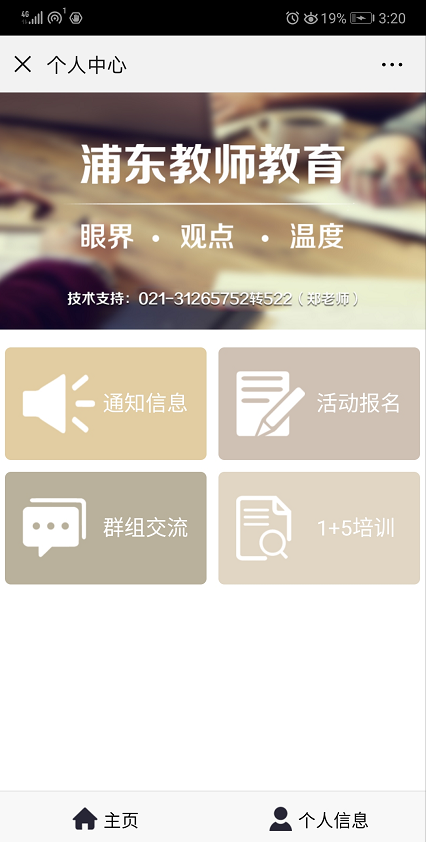 4G 1 19% 3:20
个人中心
浦东教师教育
眼界 • 观点 • 温度
技术支持：021-31265752转522（郑老师）
通知信息
活动报名
群组交流
1+5培训
主页
个人信息